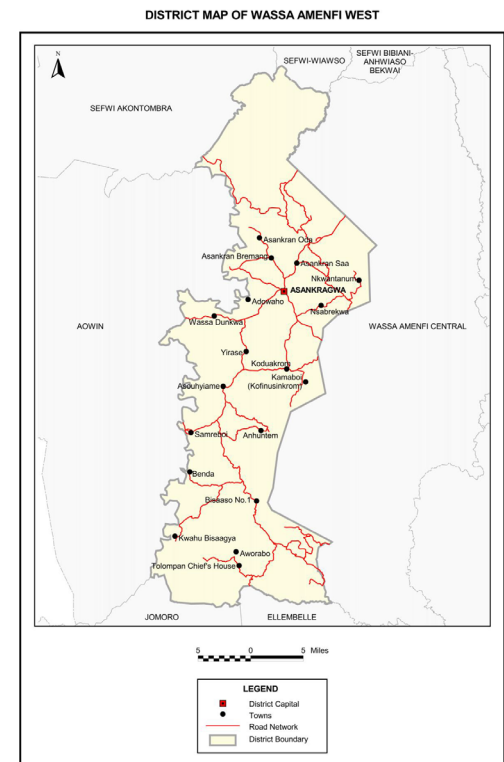 DISTRICT MAP OF WASSA AMENFI WEST
N
SEFWI-WIAWSO
SEFWI BIBIANI-
ANHWIASO
BEKWAI
SEFWI AKONTOMBRA
Asankran Oda
Asankran Bremang
Asankran Saa
Nkwantanum
ASANKRAGWA
Adowaho
Nsabrekwa
Wassa Dunkwa
AOWIN
WASSA AMENFI CENTRAL
Yirase
Koduakrom
Kamaboi
(Kofinusinkrom)
Asouhyiame
Samreboi
Anhuntem
Benda
Bisaaso No.1
Kwahu Bisaagya
Aworabo
Tolompan Chief's House
JOMORO
ELLEMBELLE
5 0 5 Miles
LEGEND
District Capital
Towns
Road Network
District Boundary